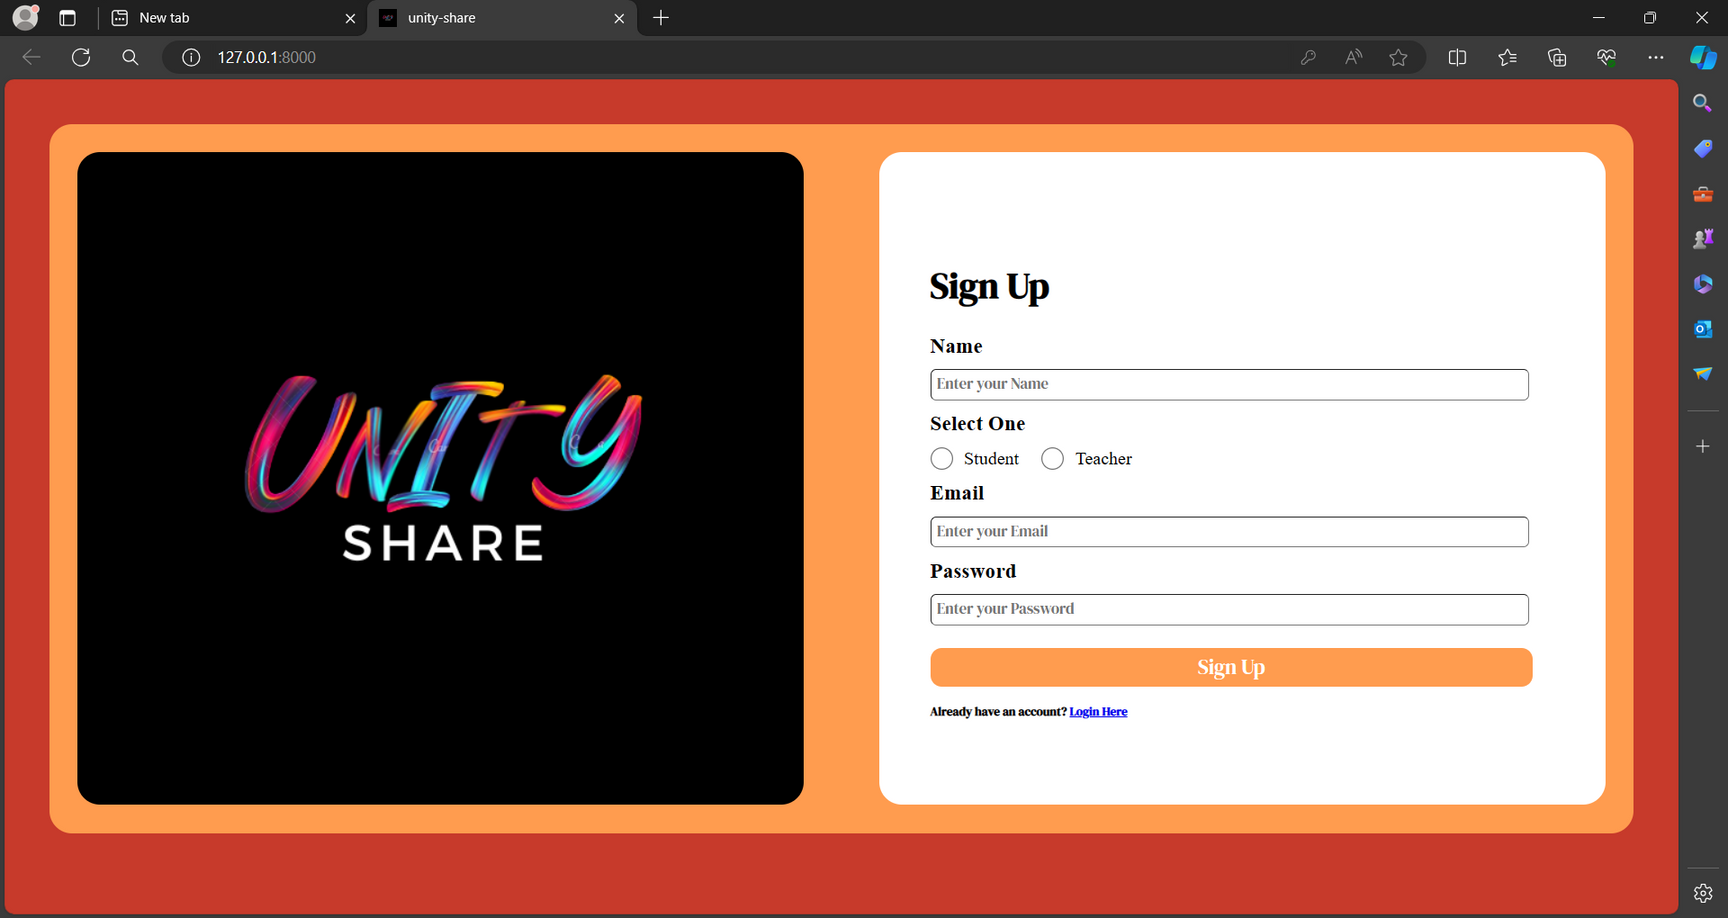 New tab
unity-share
127.0.0.1:8000
UNITY
SHARE
Sign Up
Name
Enter your Name
Select One
Student Teacher
Email
Enter your Email
Password
Enter your Password
Sign Up
Already have an account? Login Here